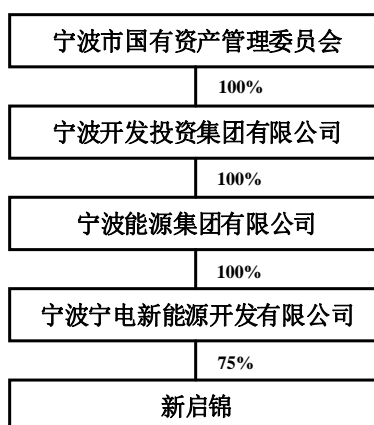 宁波市国有资产管理委员会
100%
宁波开发投资集团有限公司
100%
宁波能源集团有限公司
100%
宁波宁电新能源开发有限公司
75%
新启锦